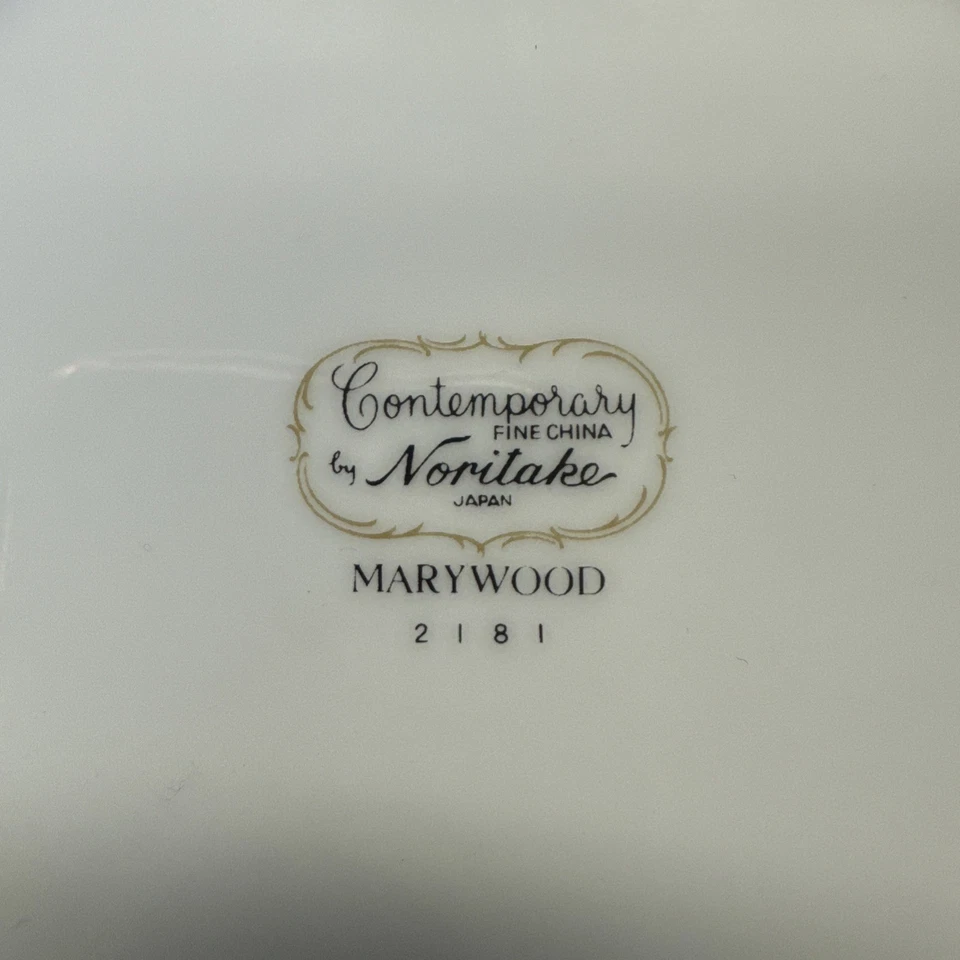 Contemporary
FINE CHINA
by Noritake
JAPAN
MARYWOOD
2181